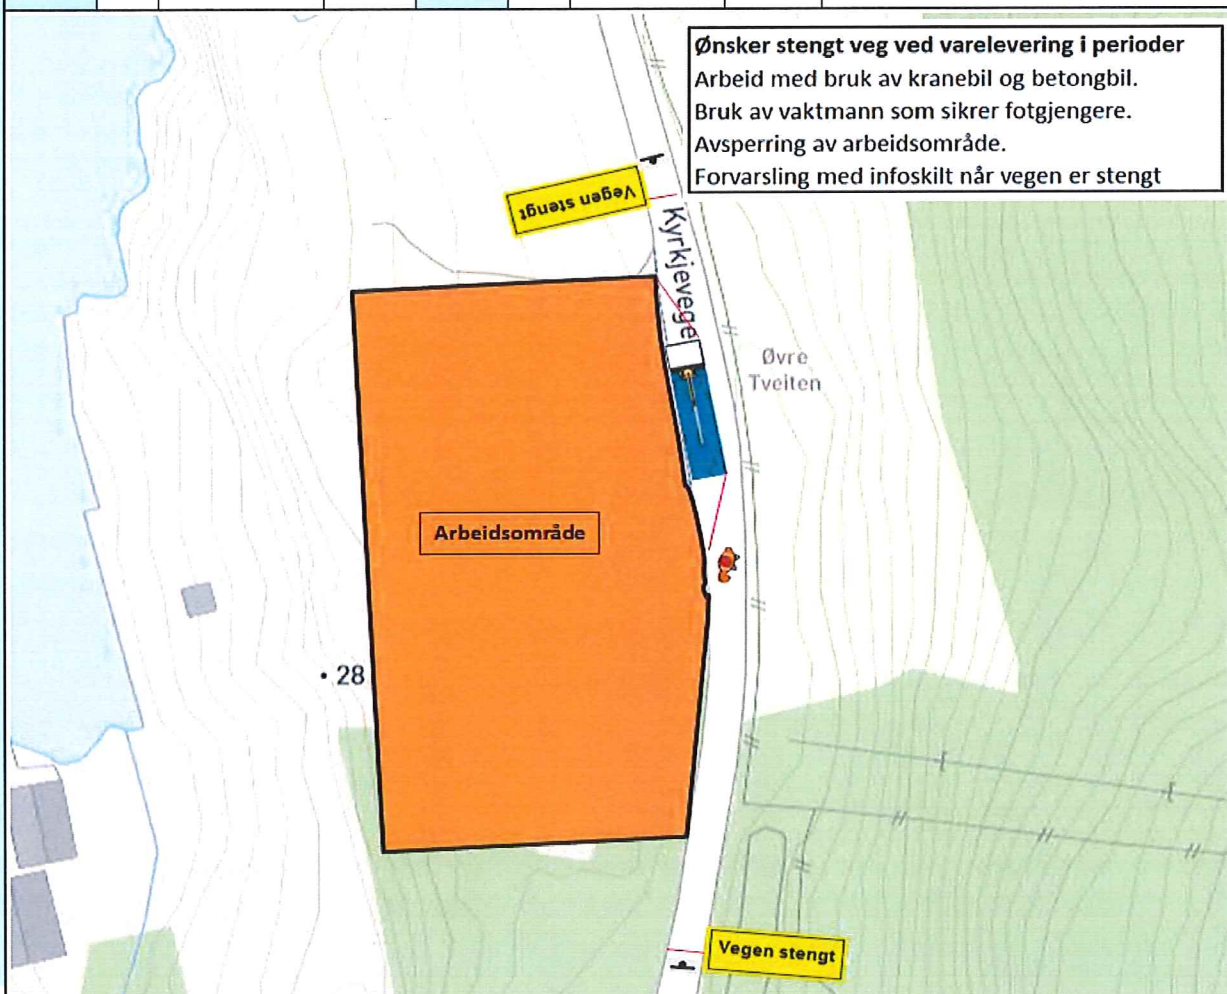 Ønsker stengt veg ved varelevering i perioder
Arbeid med bruk av kranebil og betongbil.
Bruk av vaktmann som sikrer fotgjengere.
Avsperring av arbeidsområde.
Forvarsling med infoskilt når vegen er stengt
Vegen stengt
Kyrkjevege
Øvre
Tveiten
Arbeidsområde
28
Vegen stengt